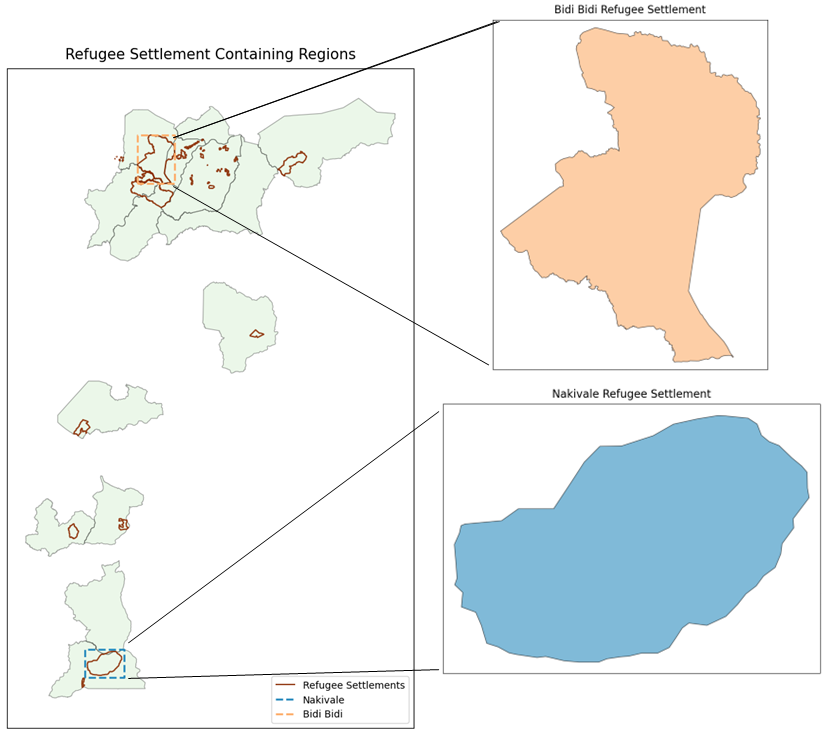 Bidi Bidi Refugee Settlement
Refugee Settlement Containing Regions
Nakivale Refugee Settlement
Refugee Settlements
Nakivale
Bidi Bidi